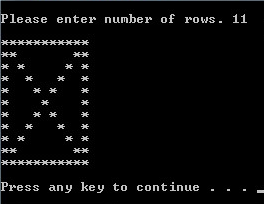 Please enter number of rows. 11
***********
**       **
* *     * *
*  *   *  *
*   * *   *
*    *    *
*   * *   *
*  *   *  *
* *     * *
**       **
***********
Press any key to continue . . . _